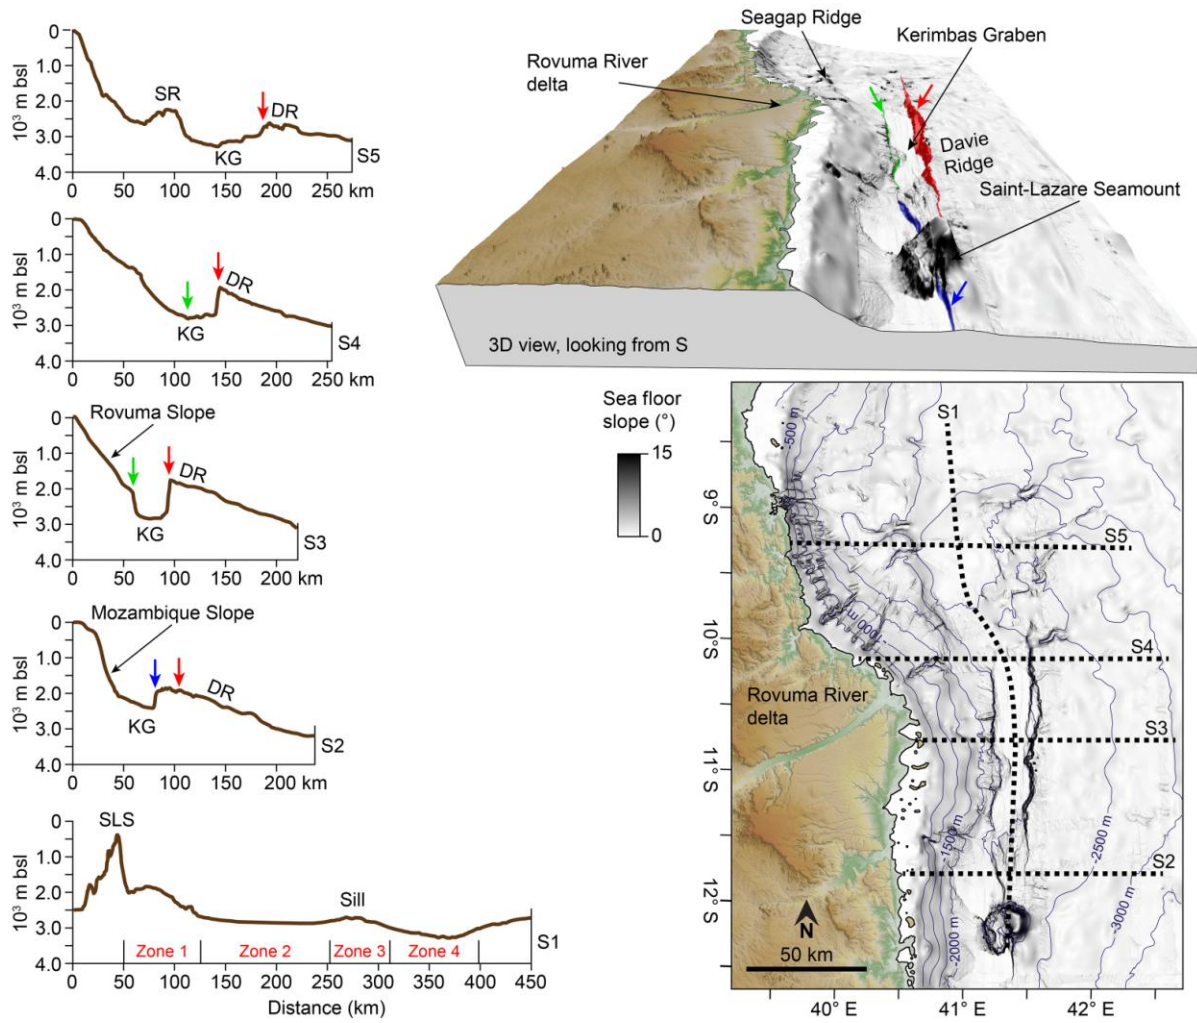 0
1.0
2.0
3.0
4.0
10³ m bsl
SR
DR
KG
S5
0 50 100 150 200 250
km
0
1.0
2.0
3.0
4.0
10³ m bsl
DR
KG
S4
0 50 100 150 200 250
km
Rovuma Slope
0
1.0
2.0
3.0
4.0
10³ m bsl
DR
KG
S3
0 50 100 150 200 km
Mozambique Slope
0
1.0
2.0
3.0
4.0
10³ m bsl
DR
KG
S2
0 50 100 150 200 km
SLS
0
1.0
2.0
3.0
4.0
10³ m bsl
Sill
S1
Zone 1 Zone 2 Zone 3 Zone 4
0 50 100 150 200 250 300 350 400 450
Distance (km)
Seagap Ridge
Kerimbas Graben
Rovuma River
delta
Davie
Ridge
Saint-Lazare Seamount
3D view, looking from S
Sea floor
slope (°)
15
0
S1
-500 m
9° S
S5
-1000 m
10° S
S4
Rovuma River
delta
S3
11° S
-1500 m
-2500 m
S2
12° S
-3000 m
-2000 m
N
50 km
40° E 41° E 42° E